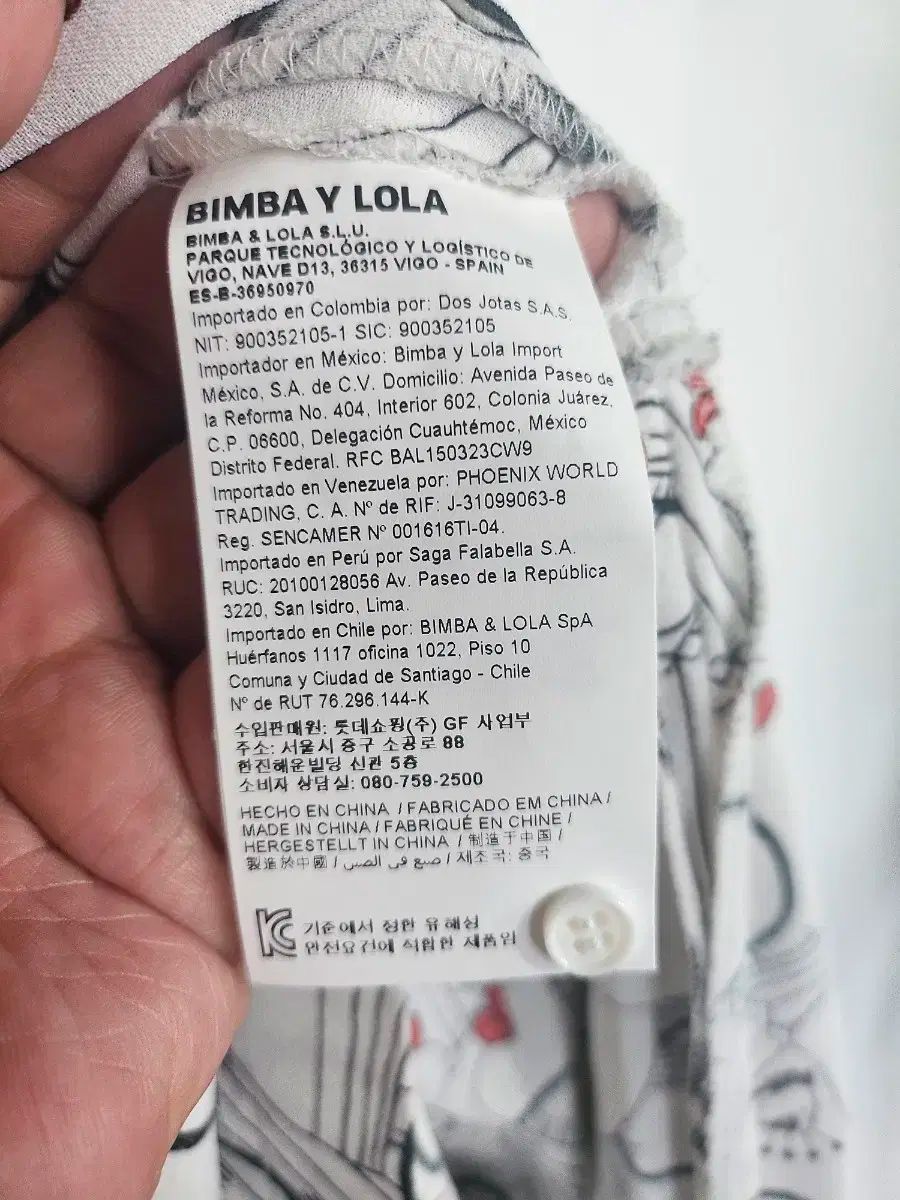 BIMBA Y LOLA
BIMBA & LOLA S.L.U.
PARQUE TECNOLÓGICO Y LOGÍSTICO DE
VIGO, NAVE D13, 36315 VIGO - SPAIN
ES-B-36950970
Importado en Colombia por: Dos Jotas S.A.S.
NIT: 900352105-1 SIC: 900352105
Importador en México: Bimba y Lola Import
México, S.A. de C.V. Domicilio: Avenida Paseo de
la Reforma No. 404, Interior 602, Colonia Juárez,
C.P. 06600, Delegación Cuauhtémoc, México
Distrito Federal. RFC BAL150323CW9
Importado en Venezuela por: PHOENIX WORLD
TRADING, C. A. Nº de RIF: J-31099063-8
Reg. SENCAMER Nº 001616TI-04.
Importado en Perú por Saga Falabella S.A.
RUC: 20100128056 Av. Paseo de la República
3220, San Isidro, Lima.
Importado en Chile por: BIMBA & LOLA SpA
Huérfanos 1117 oficina 1022, Piso 10
Comuna y Ciudad de Santiago - Chile
Nº de RUT 76.296.144-K
수입판매원: 롯데쇼핑(주) GF 사업부
주소: 서울시 중구 소공로 88
한진해운빌딩 신관 5층
소비자 상담실: 080-759-2500
HECHO EN CHINA / FABRICADO EM CHINA /
MADE IN CHINA / FABRIQUÉ EN CHINE /
HERGESTELLT IN CHINA / 制造于中国 /
製造於中國 / صنع في الصين / 제조국: 중국
기준에서 정한 유해성
안전요건에 적합한 제품임